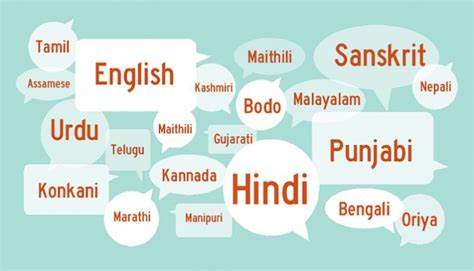 Tamil
English
Maithili
Sanskrit
Assamese
Kashmiri
Nepali
Bodo
Malayalam
Urdu
Maithili
Telugu
Gujarati
Punjabi
Konkani
Kannada
Hindi
Marathi
Manipuri
Bengali
Oriya